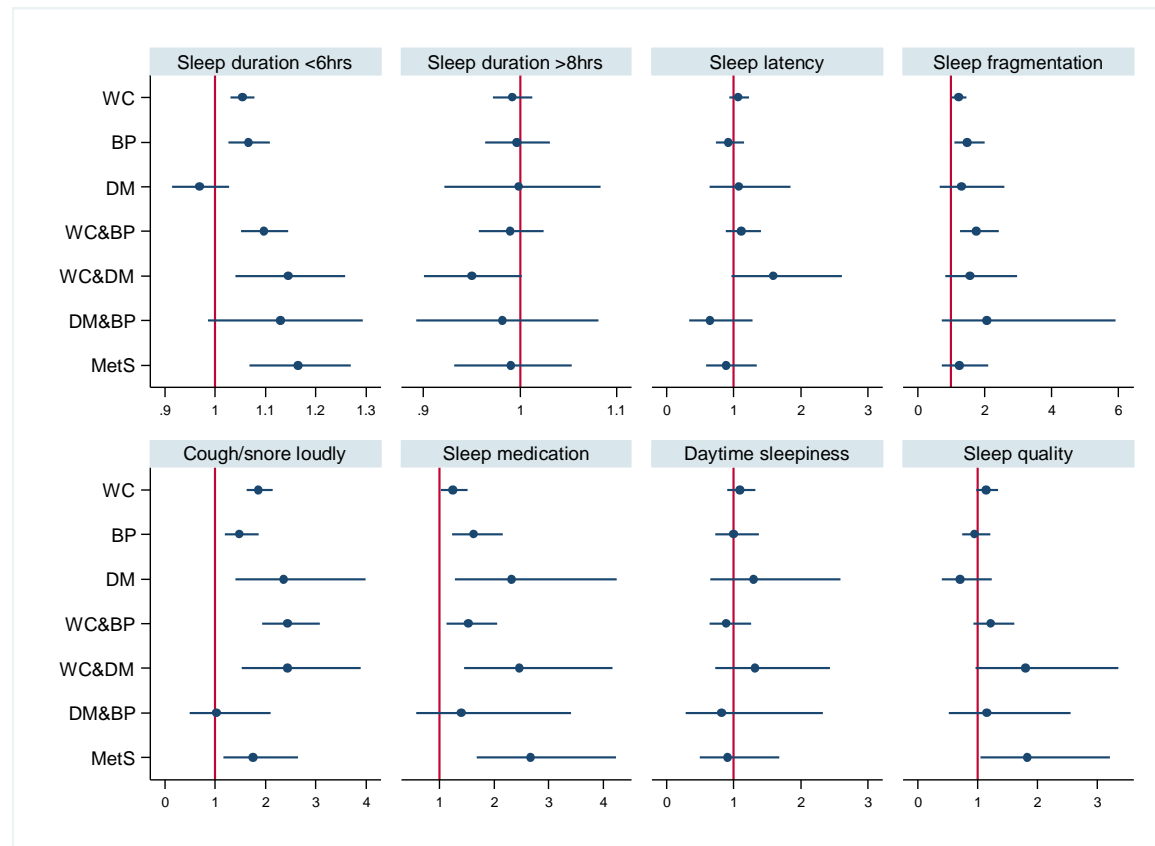 Sleep duration <6hrs Sleep duration >8hrs Sleep latency Sleep fragmentation
WC
BP
DM
WC&BP
WC&DM
DM&BP
MetS
.9 1 1.1 1.2 1.3 .9 1 1.1 0 1 2 3 0 2 4 6
Cough/snore loudly Sleep medication Daytime sleepiness Sleep quality
WC
BP
DM
WC&BP
WC&DM
DM&BP
MetS
0 1 2 3 4 1 2 3 4 0 1 2 3 0 1 2 3